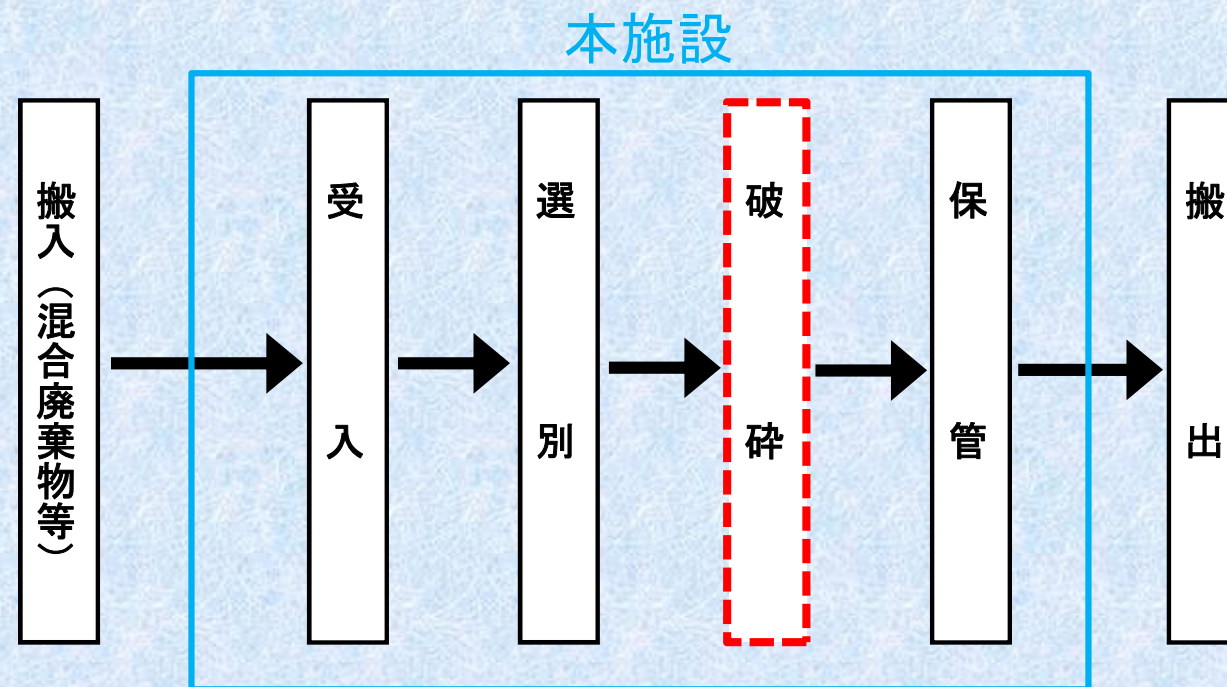 本施設
搬入（混合廃棄物等）
受入
選別
破砕
保管
搬出